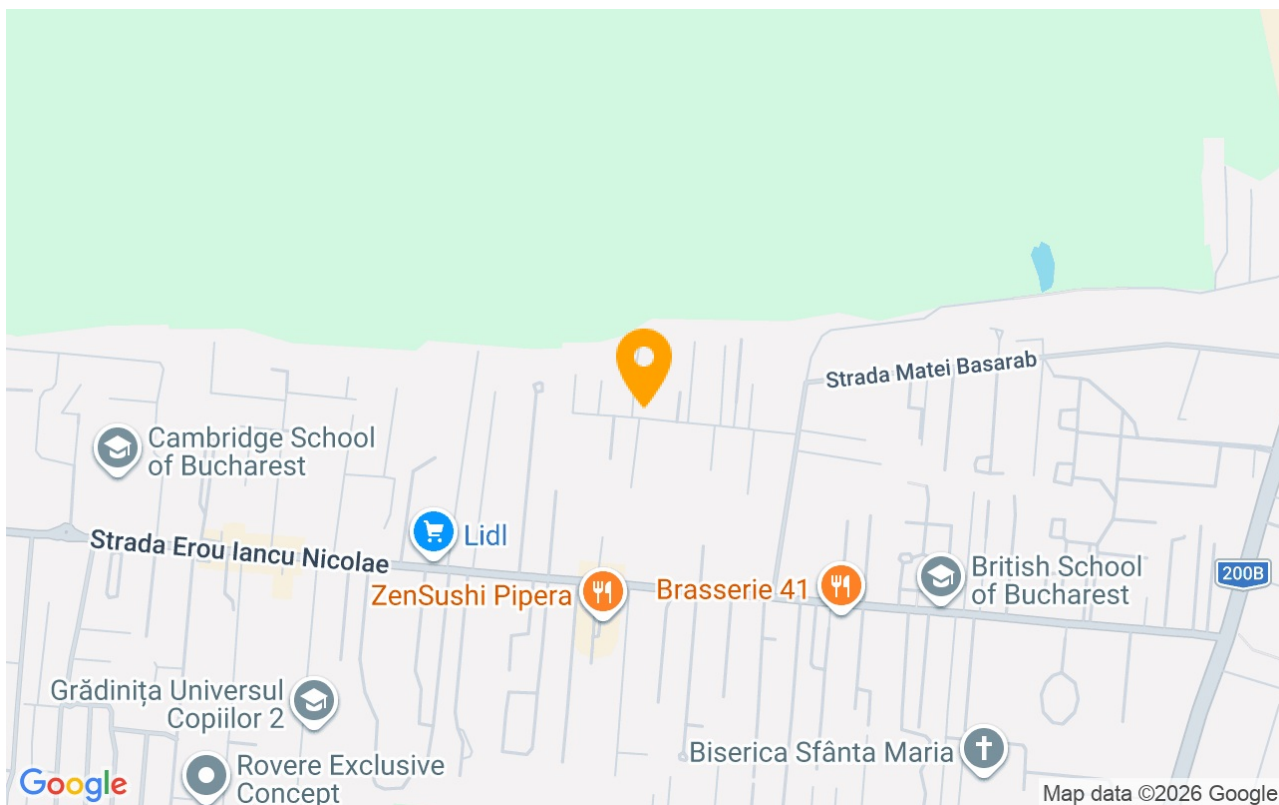 Strada Matei Basarab
Cambridge School
of Bucharest
Lidl
Strada Erou Iancu Nicolae
ZenSushi Pipera
Brasserie 41
British School
of Bucharest
200B
Grădinița Universul
Copiilor 2
Biserica Sfânta Maria
Rovere Exclusive
Concept
Google
Map data ©2026 Google